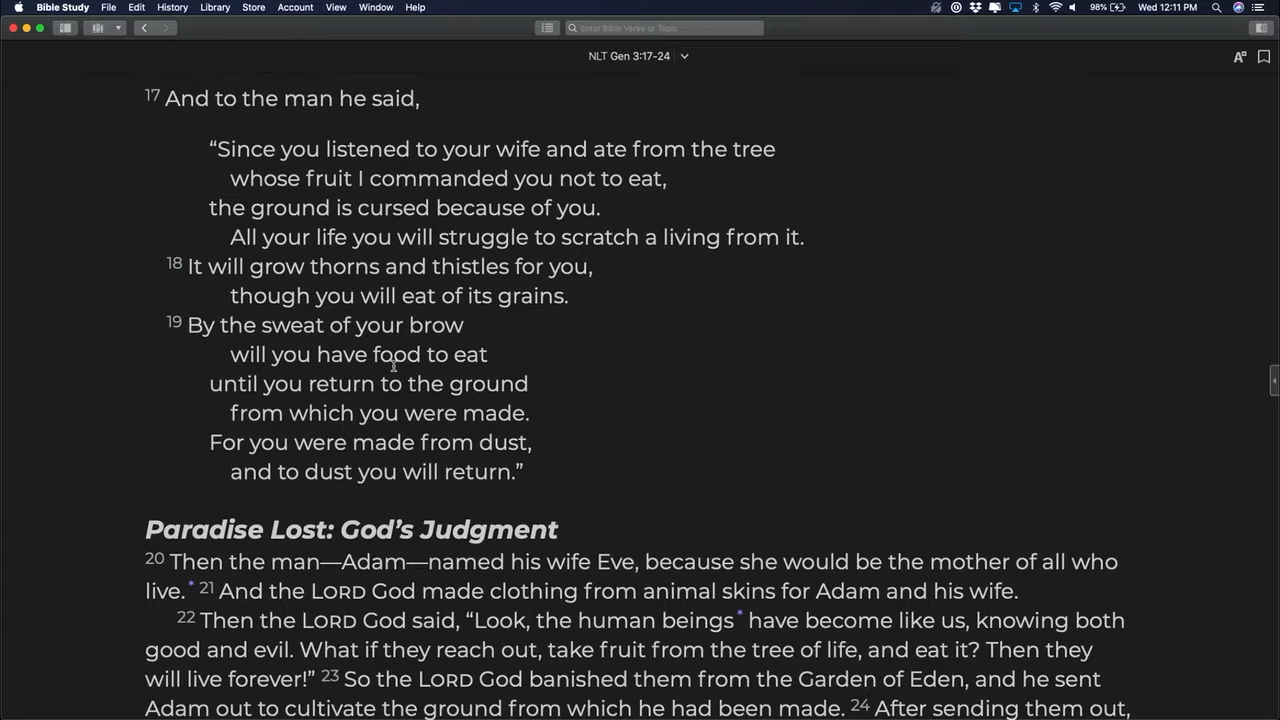 Bible Study File Edit History Library Store Account View Window Help 98% Wed 12:11 PM
Enter Bible Verse or Topic ...
NLT Gen 3:17-24
17 And to the man he said,
“Since you listened to your wife and ate from the tree
whose fruit I commanded you not to eat,
the ground is cursed because of you.
All your life you will struggle to scratch a living from it.
18 It will grow thorns and thistles for you,
though you will eat of its grains.
19 By the sweat of your brow
will you have food to eat
until you return to the ground
from which you were made.
For you were made from dust,
and to dust you will return.”
Paradise Lost: God’s Judgment
20 Then the man—Adam—named his wife Eve, because she would be the mother of all who
live.* 21 And the LORD God made clothing from animal skins for Adam and his wife.
22 Then the LORD God said, “Look, the human beings* have become like us, knowing both
good and evil. What if they reach out, take fruit from the tree of life, and eat it? Then they
will live forever!” 23 So the LORD God banished them from the Garden of Eden, and he sent
Adam out to cultivate the ground from which he had been made. 24 After sending them out,